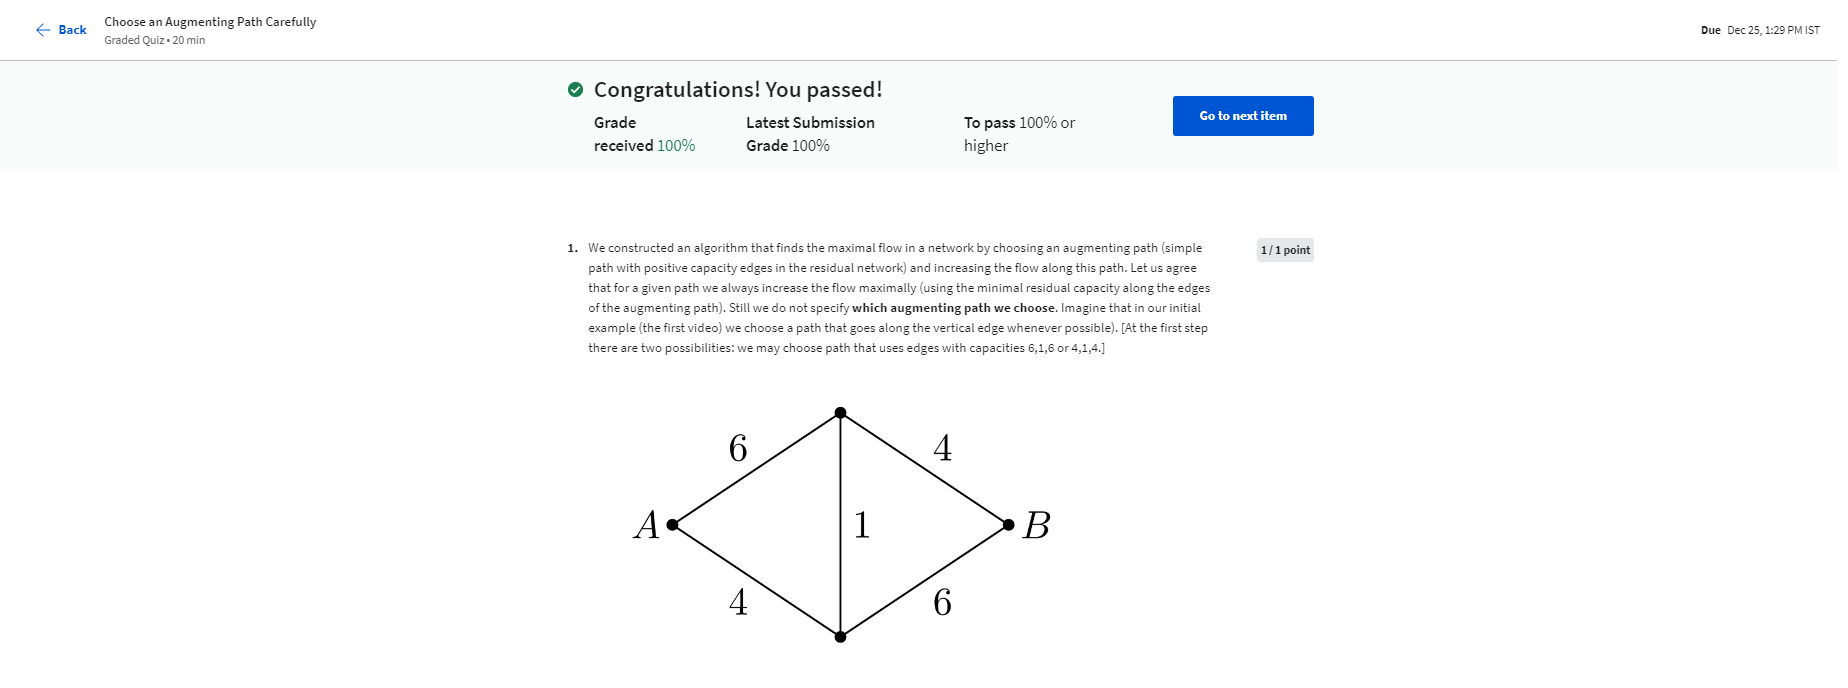 Back
Choose an Augmenting Path Carefully
Graded Quiz • 20 min
Due Dec 25, 1:29 PM IST
Congratulations! You passed!
Grade
received 100%
Latest Submission
Grade 100%
To pass 100% or
higher
Go to next item
1. We constructed an algorithm that finds the maximal flow in a network by choosing an augmenting path (simple
path with positive capacity edges in the residual network) and increasing the flow along this path. Let us agree
that for a given path we always increase the flow maximally (using the minimal residual capacity along the edges
of the augmenting path). Still we do not specify which augmenting path we choose. Imagine that in our initial
example (the first video) we choose a path that goes along the vertical edge whenever possible). [At the first step
there are two possibilities: we may choose path that uses edges with capacities 6,1,6 or 4,1,4.]
1 / 1 point
6
4
A
1
B
4
6